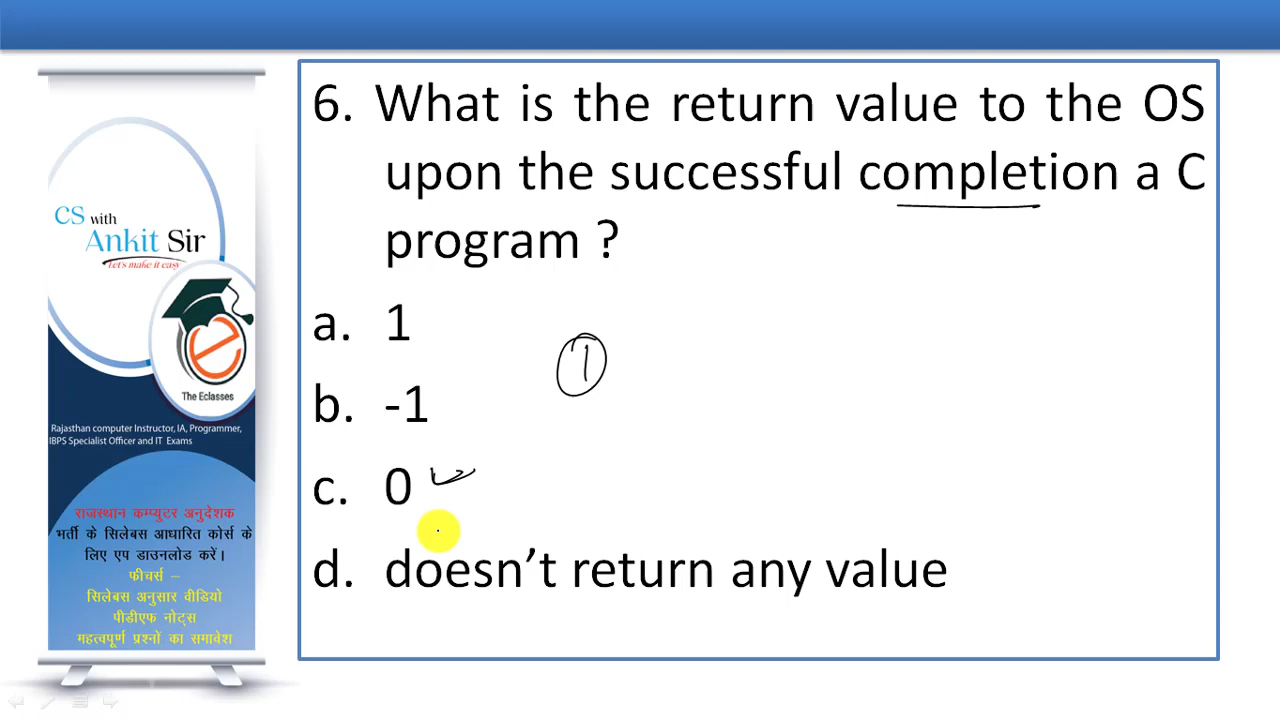 6. What is the return value to the OS
upon the successful completion a C
program ?
a. 1
b. -1
c. 0
d. doesn't return any value
1
CS with
Ankit Sir
Let's make it easy
The Eclasses
Rajasthan computer Instructor, IA, Programmer,
IBPS Specialist Officer and IT Exams
राजस्थान कम्प्युटर अनुदेशक
भर्ती के सिलेबस आधारित कोर्स के
लिए एप डाउनलोड करें।
फीचर्स –
सिलेबस अनुसार वीडियो
पीडीएफ नोट्स
महत्वपूर्ण प्रश्नों का समावेश